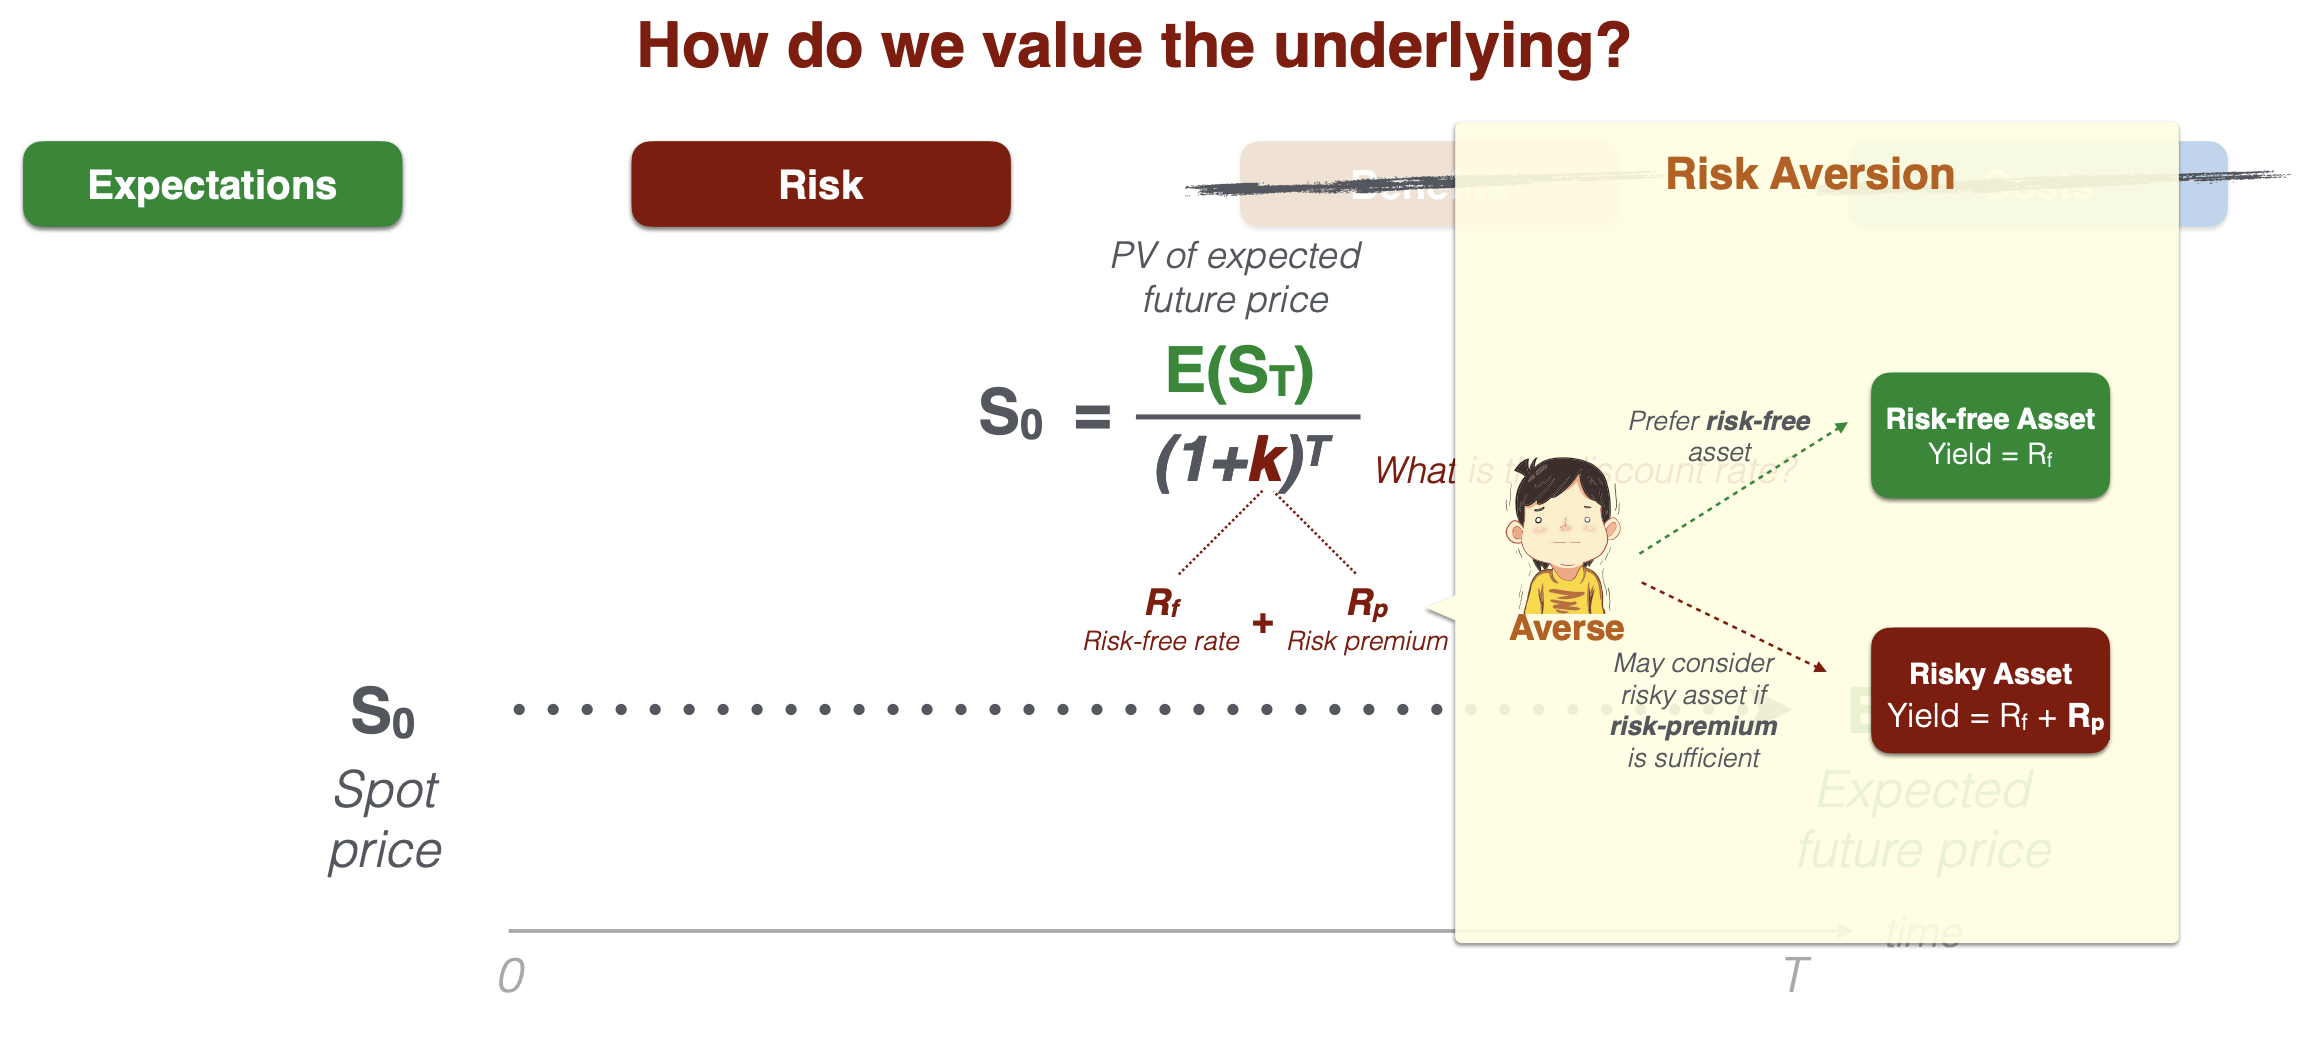 How do we value the underlying?
Expectations
Risk
Benefits
Costs
PV of expected
future price
S₀ = E(S_T)
(1+k)^T
What is the discount rate?
R_f + R_p
Risk-free rate
Risk premium
S₀
Spot
price
E
Expected
future price
0
T
time
Risk Aversion
Prefer risk-free
asset
Risk-free Asset
Yield = R_f
Averse
May consider
risky asset if
risk-premium
is sufficient
Risky Asset
Yield = R_f + R_p